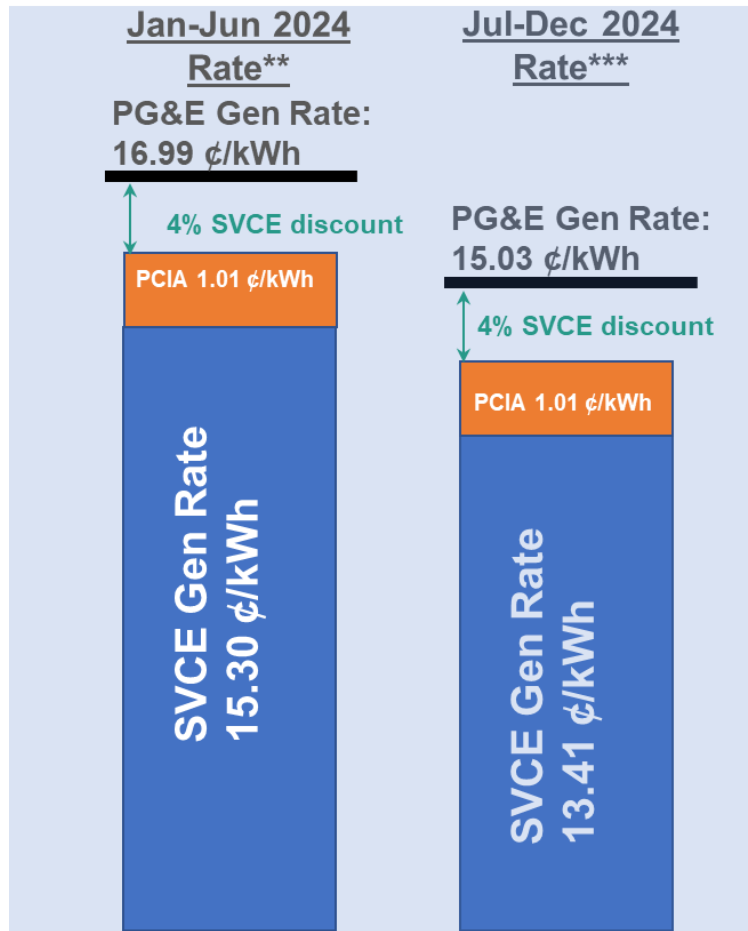 Jan-Jun 2024
Rate**
PG&E Gen Rate:
16.99 ¢/kWh
4% SVCE discount
PCIA 1.01 ¢/kWh
SVCE Gen Rate
15.30 ¢/kWh
Jul-Dec 2024
Rate***
PG&E Gen Rate:
15.03 ¢/kWh
4% SVCE discount
PCIA 1.01 ¢/kWh
SVCE Gen Rate
13.41 ¢/kWh